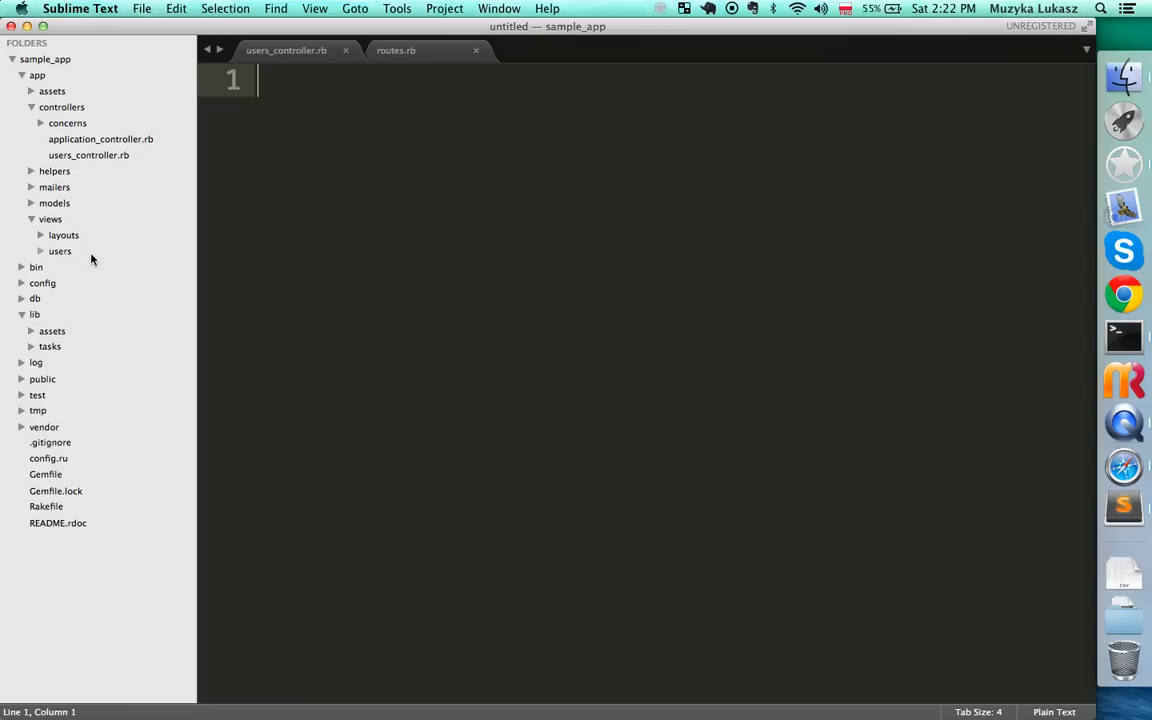 Sublime Text File Edit Selection Find View Goto Tools Project Window Help PRO 55% Sat 2:22 PM Muzyka Lukasz
untitled — sample_app UNREGISTERED
FOLDERS
users_controller.rb × routes.rb ×
sample_app
app
assets
controllers
concerns
application_controller.rb
users_controller.rb
helpers
mailers
models
views
layouts
users
bin
config
db
lib
assets
tasks
log
public
test
tmp
vendor
.gitignore
config.ru
Gemfile
Gemfile.lock
Rakefile
README.rdoc
1
S
>_
S
CSV
Line 1, Column 1 Tab Size: 4 Plain Text